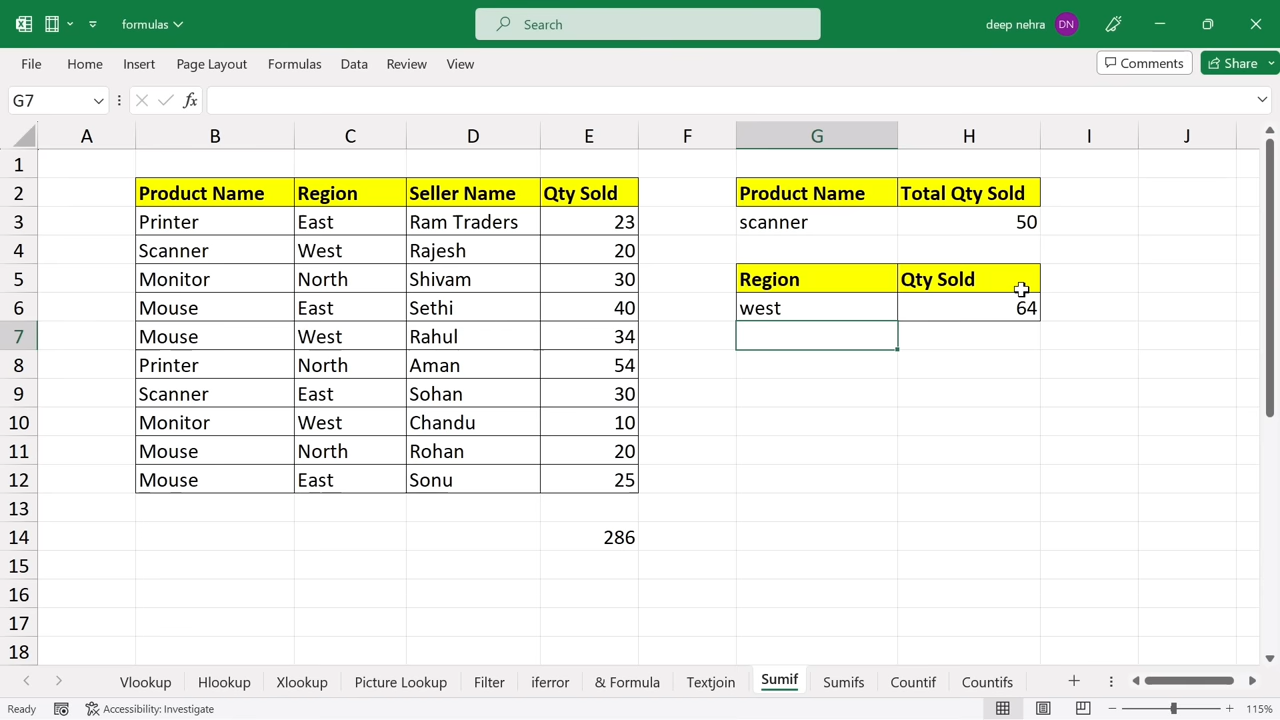 formulas
Search
deep nehra DN
File Home Insert Page Layout Formulas Data Review View Comments Share
G7 fx
A B C D E F G H I J
1
2 Product Name Region Seller Name Qty Sold Product Name Total Qty Sold
3 Printer East Ram Traders 23 scanner 50
4 Scanner West Rajesh 20
5 Monitor North Shivam 30 Region Qty Sold
6 Mouse East Sethi 40 west 64
7 Mouse West Rahul 34
8 Printer North Aman 54
9 Scanner East Sohan 30
10 Monitor West Chandu 10
11 Mouse North Rohan 20
12 Mouse East Sonu 25
13
14 286
15
16
17
18
Vlookup Hlookup Xlookup Picture Lookup Filter iferror & Formula Textjoin Sumif Sumifs Countif Countifs
Ready Accessibility: Investigate 115%